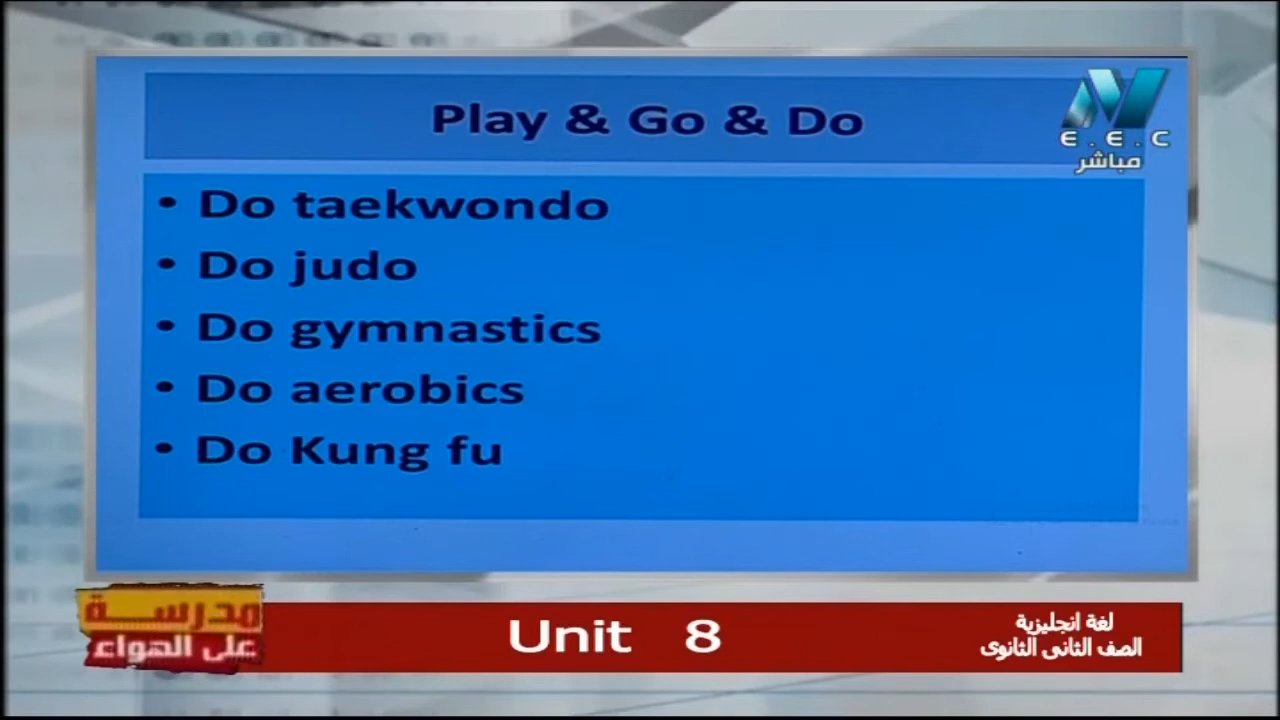 Play & Go & Do
E.E.C
مباشر
• Do taekwondo
• Do judo
• Do gymnastics
• Do aerobics
• Do Kung fu
مدرسة
على الهواء
Unit 8
لغة انجليزية
الصف الثانى الثانوى